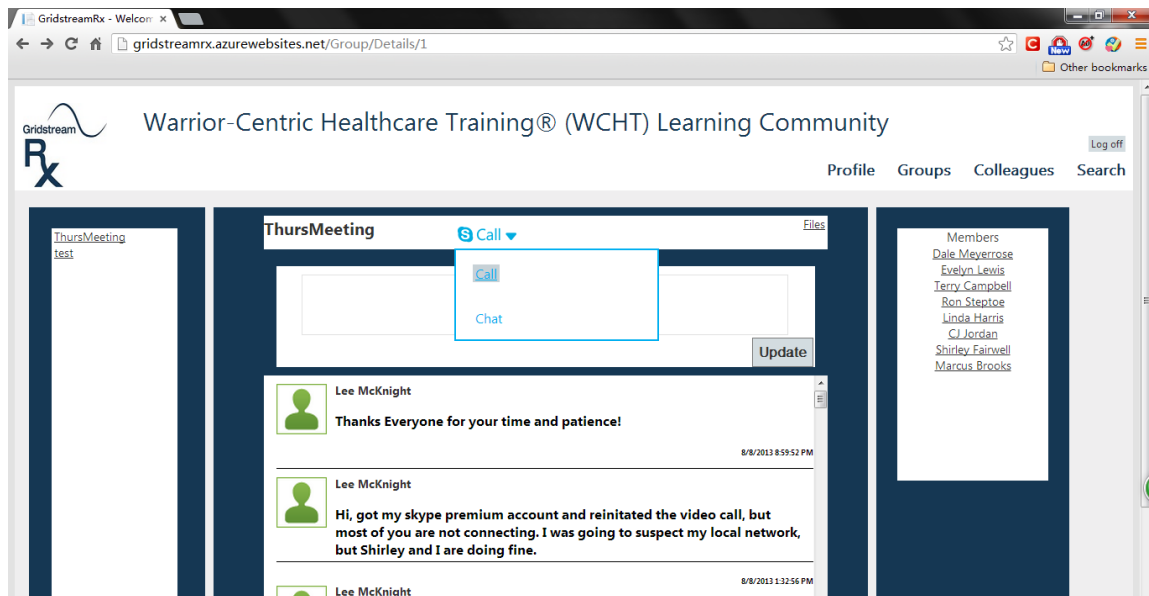 GridstreamRx - Welcom
gridstreamrx.azurewebsites.net/Group/Details/1
New
Other bookmarks
Gridstream
Rx
Warrior-Centric Healthcare Training® (WCHT) Learning Community
Log off
Profile Groups Colleagues Search
ThursMeeting
test
ThursMeeting
Call
Files
Call
Chat
Update
Lee McKnight
Thanks Everyone for your time and patience!
8/8/2013 8:59:52 PM
Lee McKnight
Hi, got my skype premium account and reinitated the video call, but
most of you are not connecting. I was going to suspect my local network,
but Shirley and I are doing fine.
8/8/2013 1:32:56 PM
Lee McKnight
Members
Dale Meyerrose
Evelyn Lewis
Terry Campbell
Ron Steptoe
Linda Harris
CJ Jordan
Shirley Fairwell
Marcus Brooks